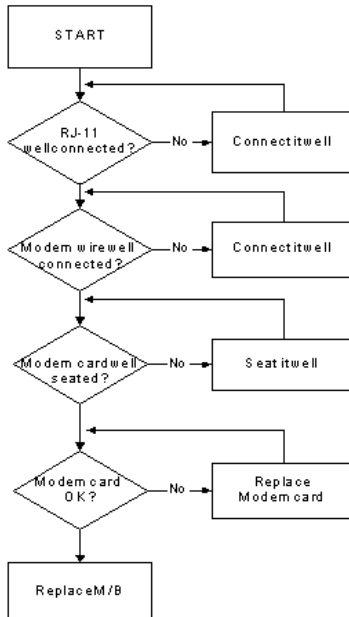 START
RJ-11
wellconnected?
No
Connectitwell
Modem wirewell
connected?
No
Connectitwell
Modem cardwell
seated?
No
Seatitwell
Modem card
OK?
No
Replace
Modem card
ReplaceM/B